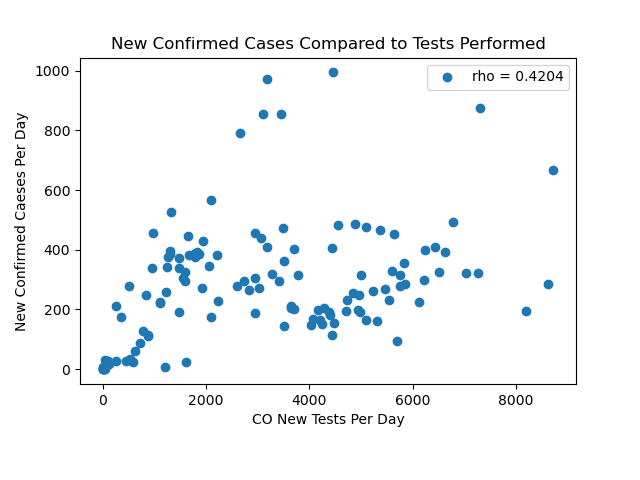 New Confirmed Cases Compared to Tests Performed
rho = 0.4204
New Confirmed Caeses Per Day
1000
800
600
400
200
0
0 2000 4000 6000 8000
CO New Tests Per Day